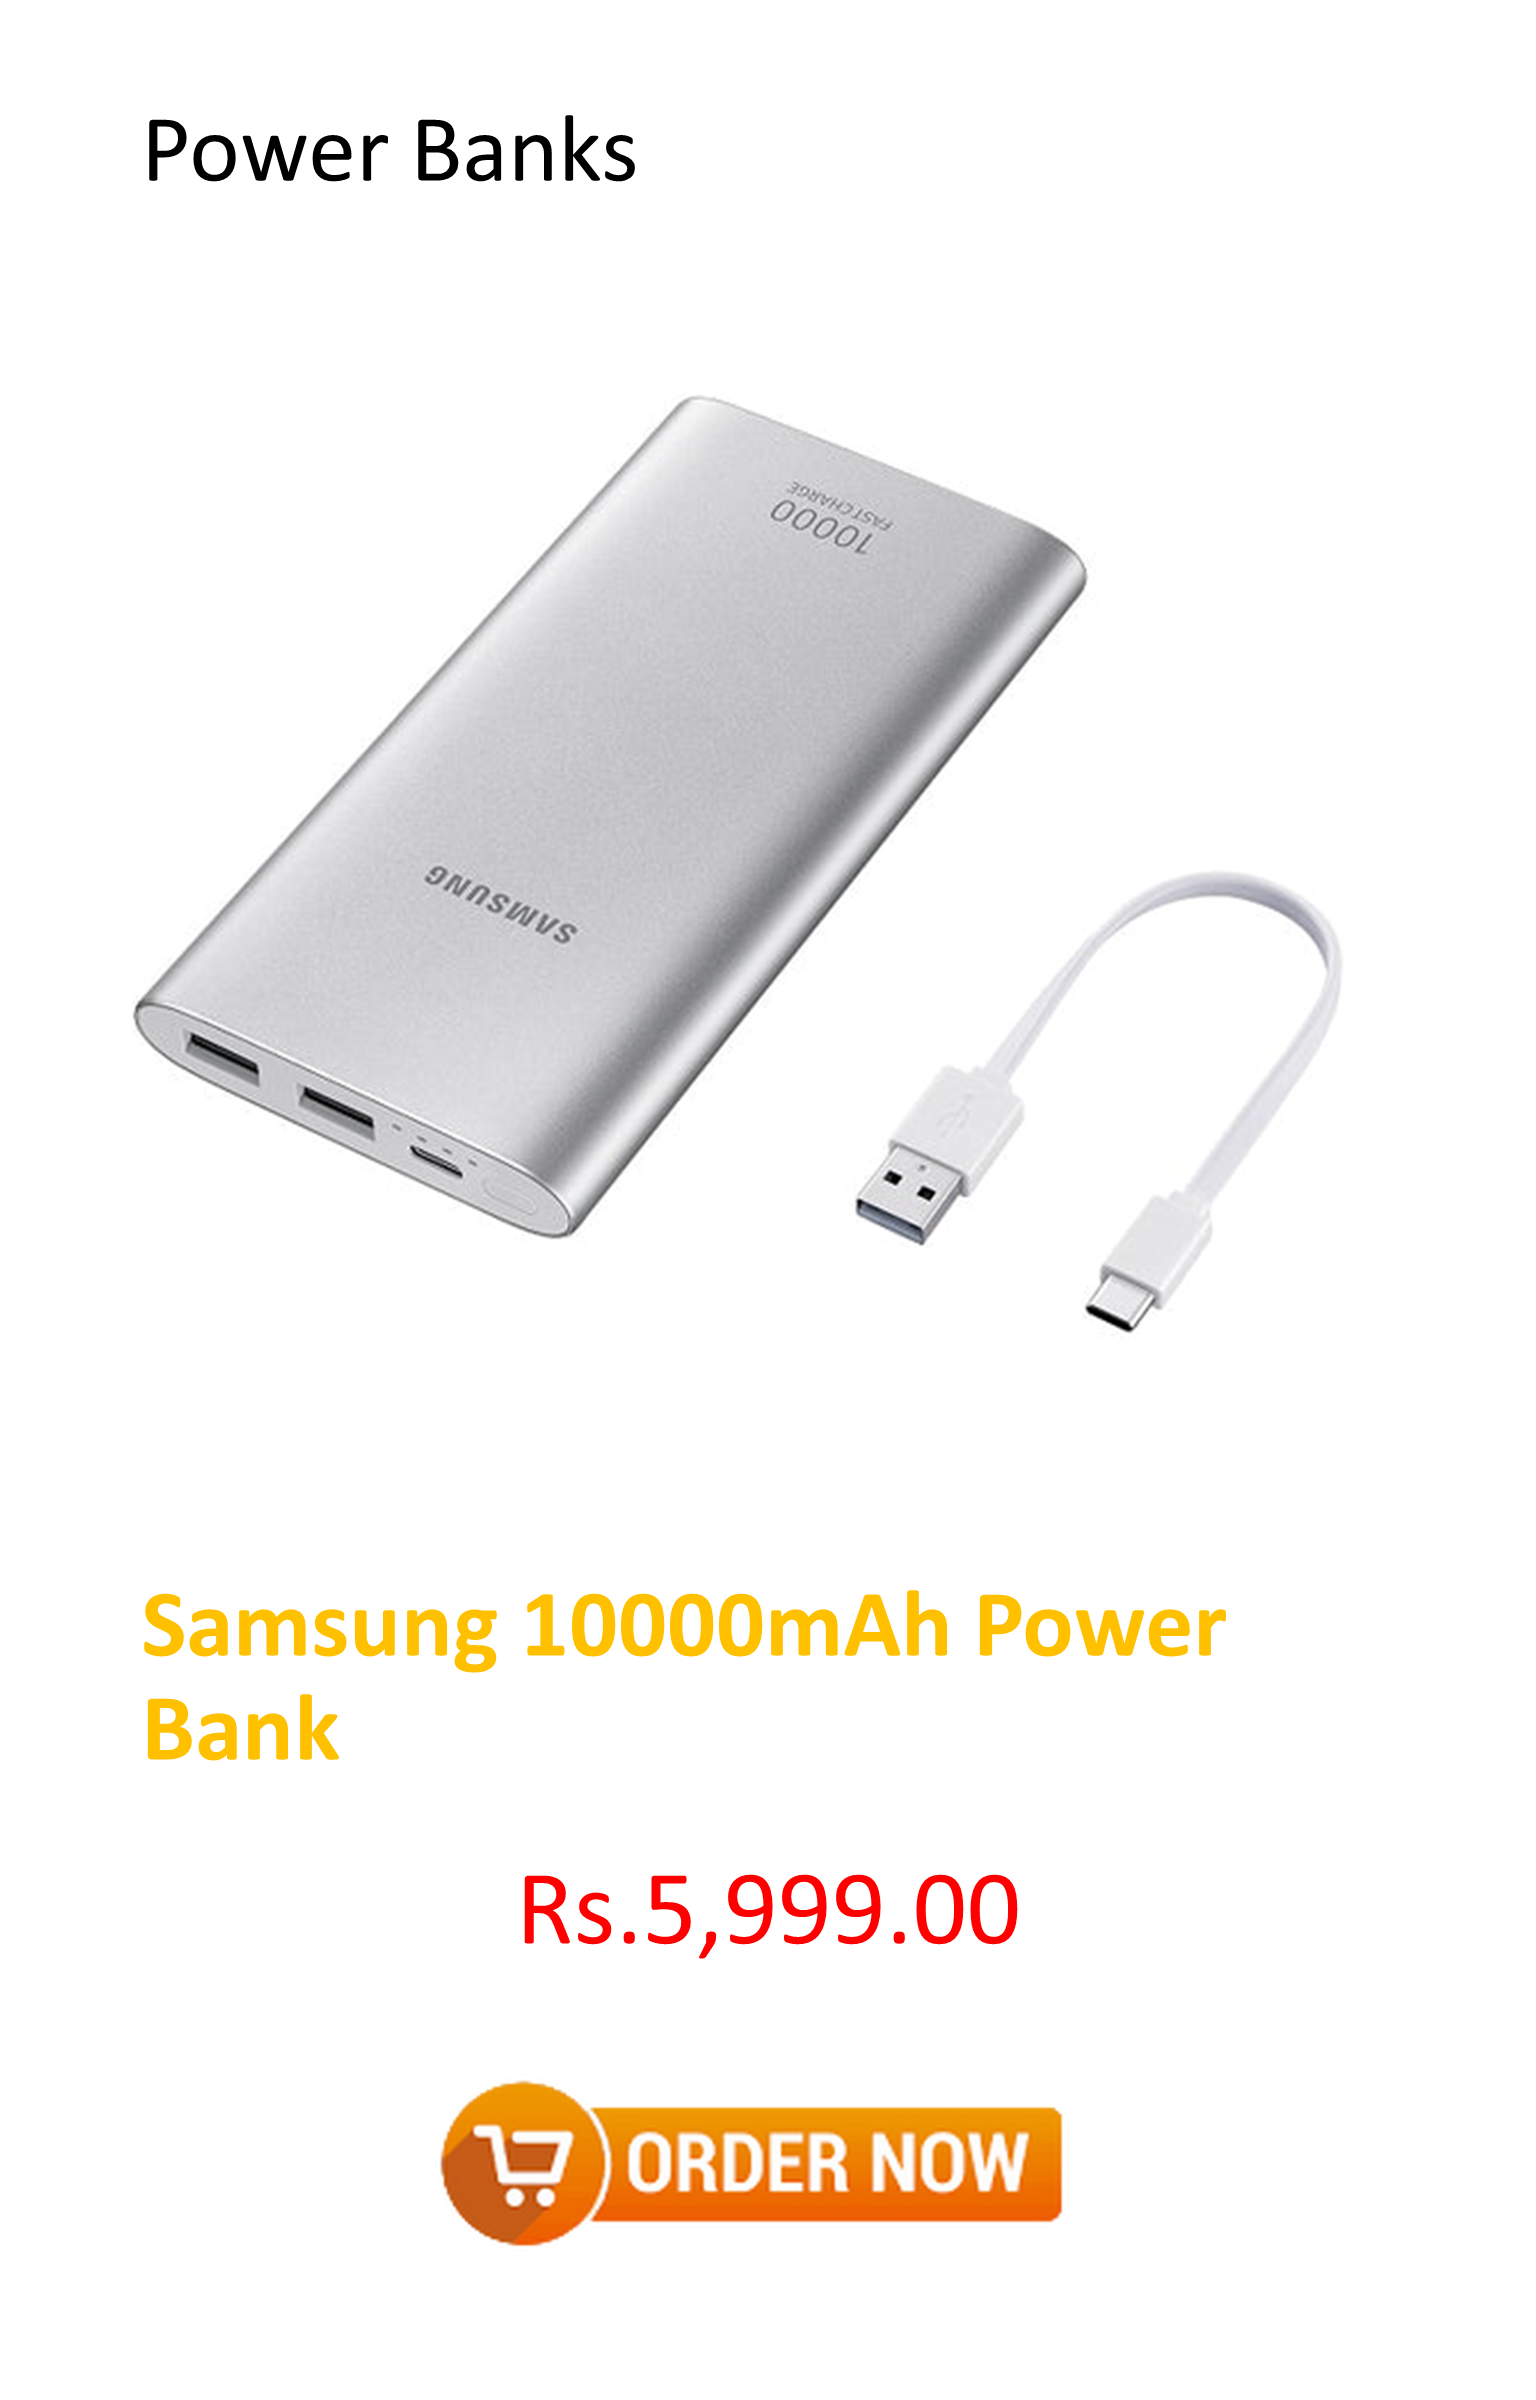 Power Banks
10000
FAST CHARGE
SAMSUNG
Samsung 10000mAh Power
Bank
Rs.5,999.00
ORDER NOW